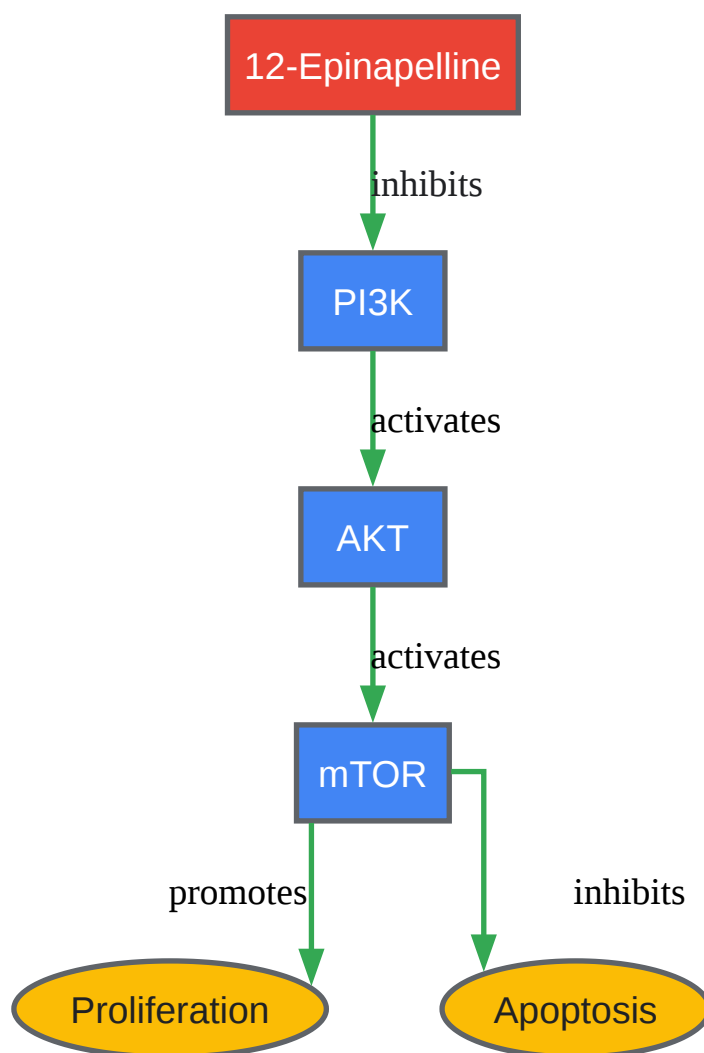 12-Epinapelline
inhibits
PI3K
activates
AKT
activates
mTOR
promotes
inhibits
Proliferation
Apoptosis